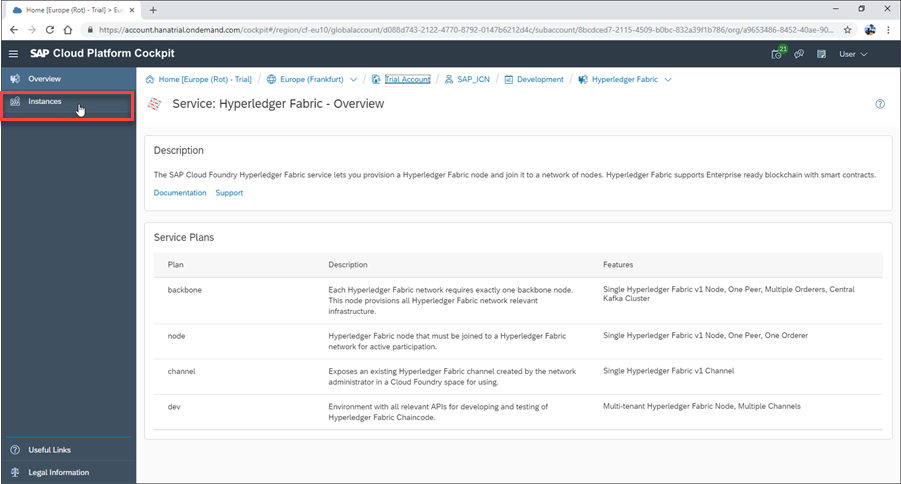 Home [Europe (Rot) - Trial] > Eu
https://account.hanatrial.ondemand.com/cockpit#/region/cf-eu10/globalaccount/d088d743-2122-4770-8792-0147b6212d4c/subaccount/8bcdced7-2115-4509-b0bc-832a39f1b786/org/a9653486-8452-40ae-90...
SAP Cloud Platform Cockpit
21
User
Overview
Instances
Home [Europe (Rot) - Trial] / Europe (Frankfurt) / Trial Account / SAP_ICN / Development / Hyperledger Fabric
Service: Hyperledger Fabric - Overview
Description
The SAP Cloud Foundry Hyperledger Fabric service lets you provision a Hyperledger Fabric node and join it to a network of nodes. Hyperledger Fabric supports Enterprise ready blockchain with smart contracts.
Documentation Support
Service Plans
Plan Description Features
backbone
Each Hyperledger Fabric network requires exactly one backbone node.
This node provisions all Hyperledger Fabric network relevant
infrastructure.
Single Hyperledger Fabric v1 Node, One Peer, Multiple Orderers, Central
Kafka Cluster
node
Hyperledger Fabric node that must be joined to a Hyperledger Fabric
network for active participation.
Single Hyperledger Fabric v1 Node, One Peer, One Orderer
channel
Exposes an existing Hyperledger Fabric channel created by the network
administrator in a Cloud Foundry space for using.
Single Hyperledger Fabric v1 Channel
dev
Environment with all relevant APIs for developing and testing of
Hyperledger Fabric Chaincode.
Multi-tenant Hyperledger Fabric Node, Multiple Channels
Useful Links
Legal Information